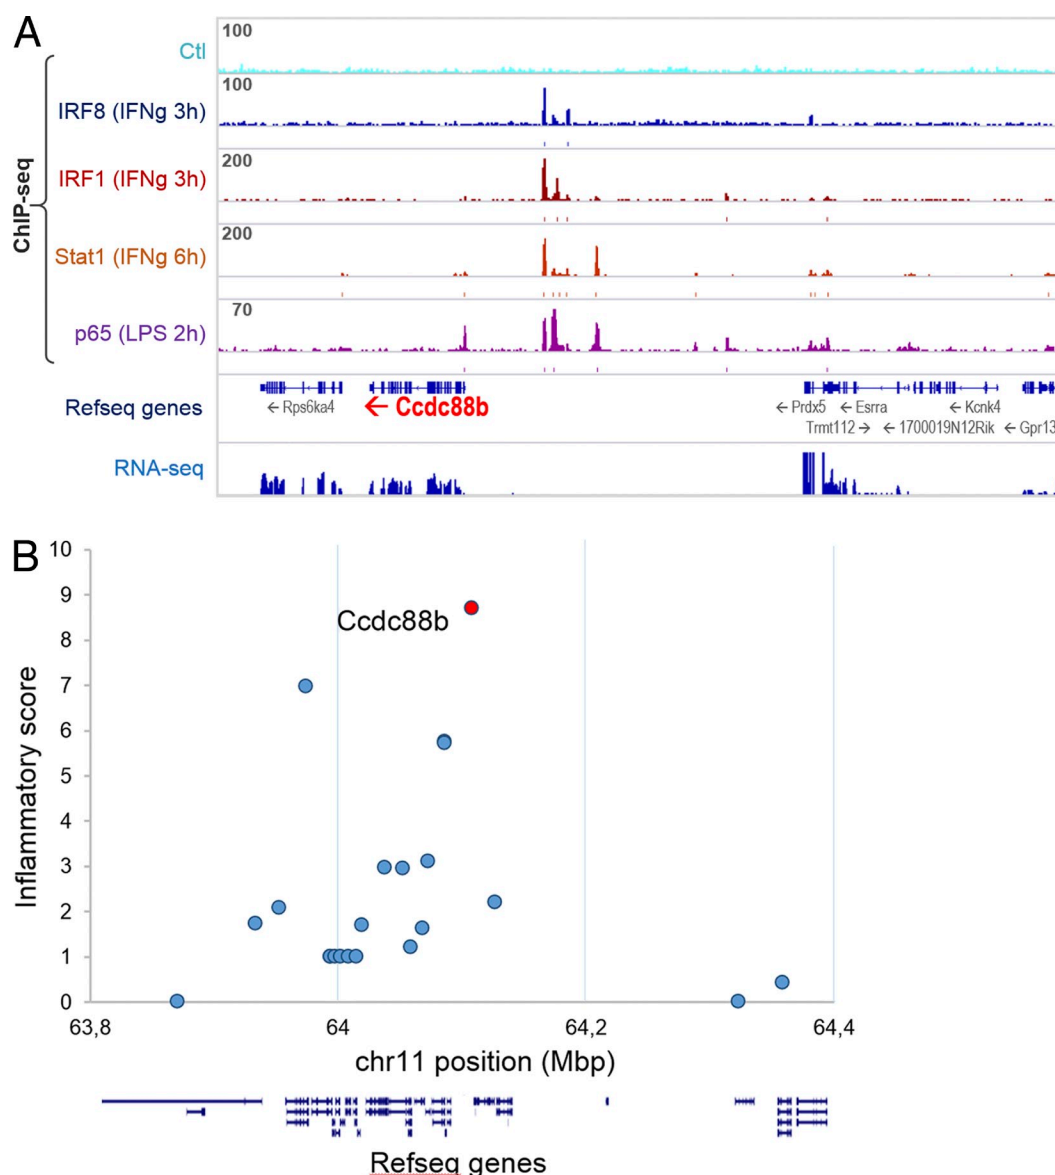 A
ChIP-seq
Ctl
100
IRF8 (IFNg 3h)
100
IRF1 (IFNg 3h)
200
Stat1 (IFNg 6h)
200
p65 (LPS 2h)
70
Refseq genes
← Rps6ka4
← Ccdc88b
← Prdx5
← Esrra
← Kcnk4
Trmt112 →
← 1700019N12Rik
← Gpr13
RNA-seq
B
Inflammatory score
10
9
8
7
6
5
4
3
2
1
0
Ccdc88b
63,8
64
64,2
64,4
chr11 position (Mbp)
Refseq genes